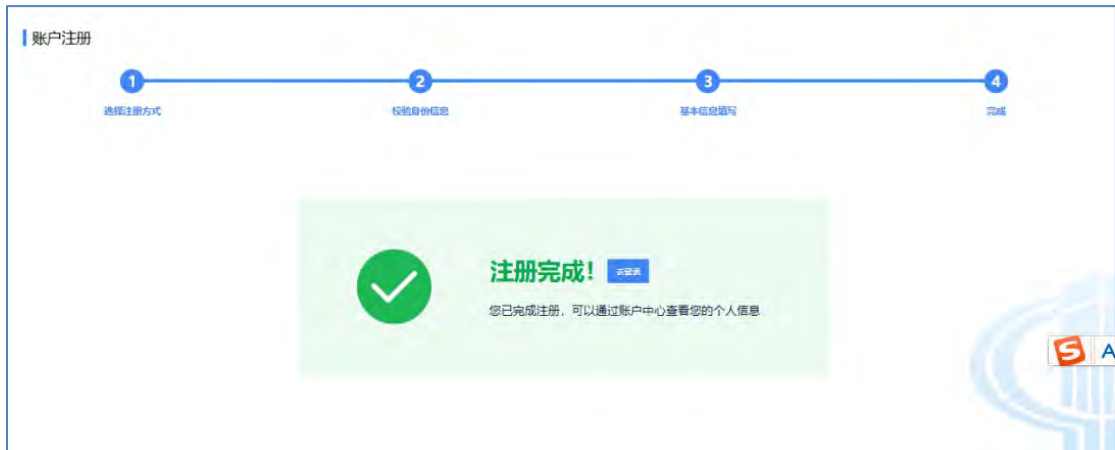 账户注册
1
2
3
4
选择注册方式
校验身份信息
基本信息填写
完成
注册完成！
去登录
您已完成注册，可以通过账户中心查看您的个人信息
S A